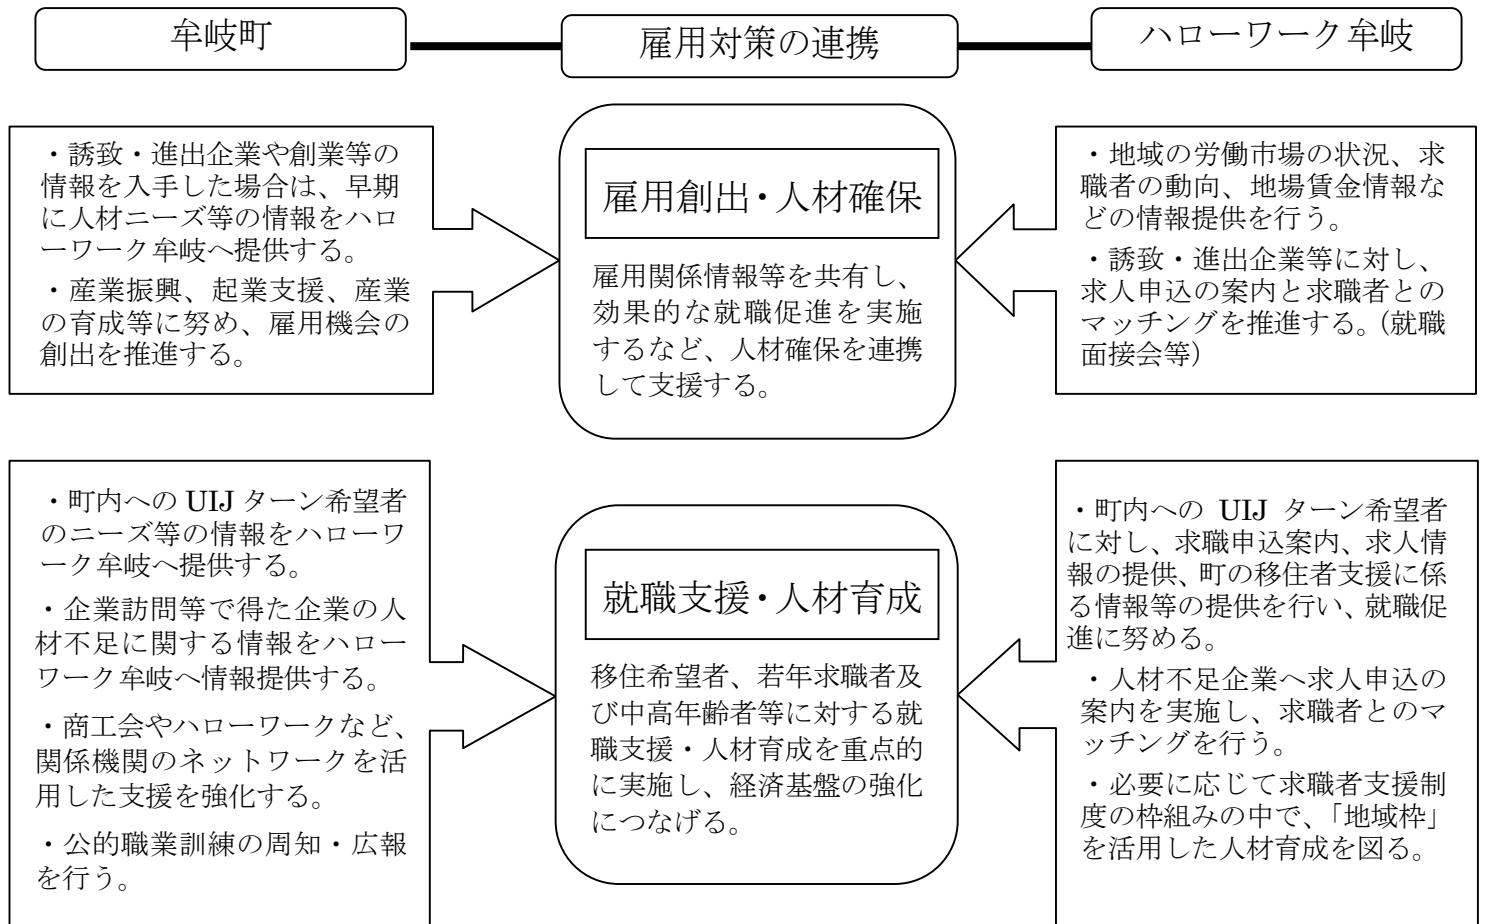 牟岐町
雇用対策の連携
ハローワーク牟岐
・誘致・進出企業や創業等の
情報を入手した場合は、早期
に人材ニーズ等の情報をハロ
ーワーク牟岐へ提供する。
・産業振興、起業支援、産業
の育成等に努め、雇用機会の
創出を推進する。
雇用創出・人材確保
雇用関係情報等を共有し、
効果的な就職促進を実施
するなど、人材確保を連携
して支援する。
・地域の労働市場の状況、求
職者の動向、地場賃金情報な
どの情報提供を行う。
・誘致・進出企業等に対し、
求人申込の案内と求職者との
マッチングを推進する。（就職
面接会等）
・町内への UIJ ターン希望者
のニーズ等の情報をハローワ
ーク牟岐へ提供する。
・企業訪問等で得た企業の人
材不足に関する情報をハロー
ワーク牟岐へ情報提供する。
・商工会やハローワークなど、
関係機関のネットワークを活
用した支援を強化する。
・公的職業訓練の周知・広報
を行う。
就職支援・人材育成
移住希望者、若年求職者及
び中高年齢者等に対する就
職支援・人材育成を重点的
に実施し、経済基盤の強化
につなげる。
・町内への UIJ ターン希望者
に対し、求職申込案内、求人情
報の提供、町の移住者支援に係
る情報等の提供を行い、就職促
進に努める。
・人材不足企業へ求人申込の
案内を実施し、求職者とのマ
ッチングを行う。
・必要に応じて求職者支援制
度の枠組みの中で、「地域枠」
を活用した人材育成を図る。